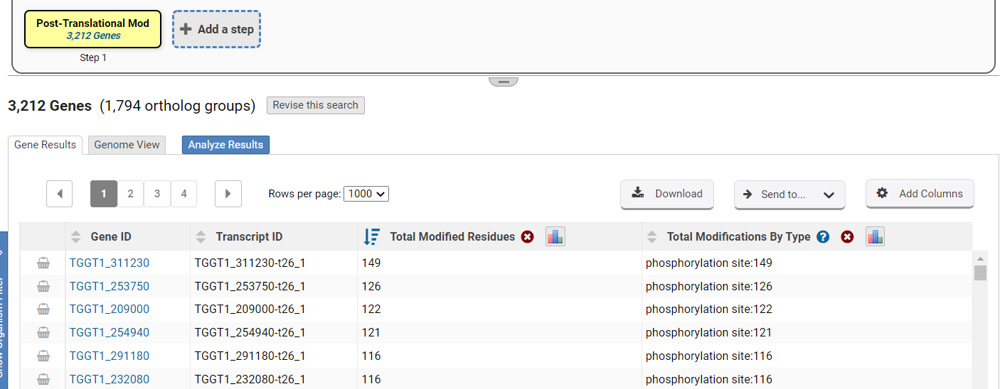 Post-Translational Mod
3,212 Genes
Add a step
Step 1
3,212 Genes (1,794 ortholog groups) Revise this search
Gene Results Genome View Analyze Results
1 2 3 4 Rows per page: 1000 Download Send to... Add Columns
Gene ID Transcript ID Total Modified Residues Total Modifications By Type
TGGT1_311230 TGGT1_311230-t26_1 149 phosphorylation site:149
TGGT1_253750 TGGT1_253750-t26_1 126 phosphorylation site:126
TGGT1_209000 TGGT1_209000-t26_1 122 phosphorylation site:122
TGGT1_254940 TGGT1_254940-t26_1 121 phosphorylation site:121
TGGT1_291180 TGGT1_291180-t26_1 116 phosphorylation site:116
TGGT1_232080 TGGT1_232080-t26_1 116 phosphorylation site:116